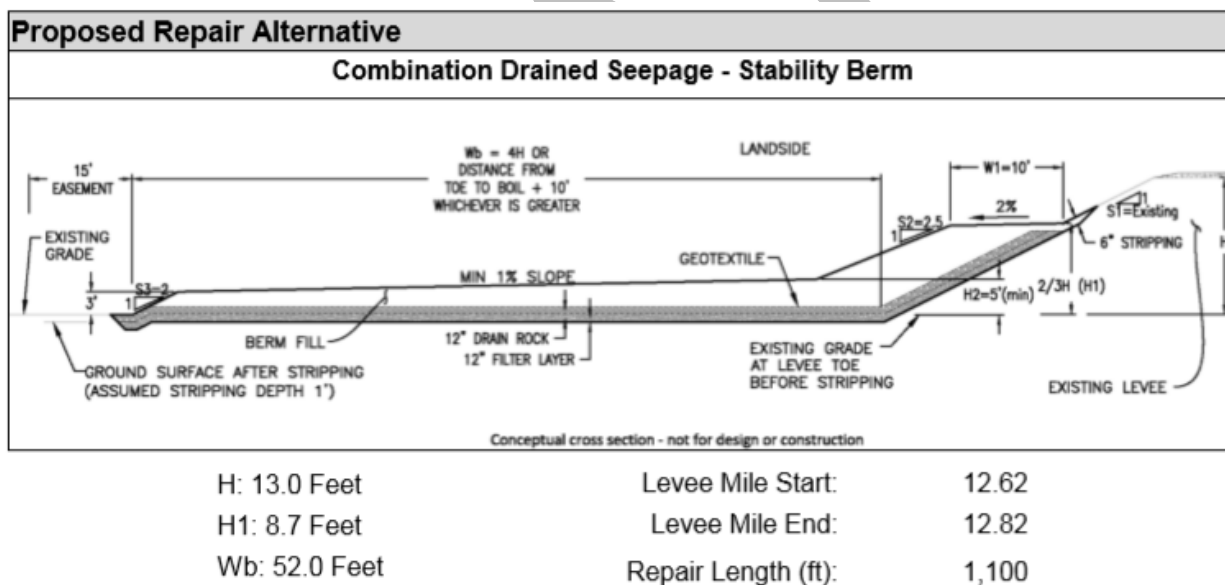 Proposed Repair Alternative
Combination Drained Seepage - Stability Berm
15'
EASEMENT
Wb = 4H OR
DISTANCE FROM
TOE TO BOIL + 10'
WHICHEVER IS GREATER
LANDSIDE
W1=10'
2%
S1=Existing
1
6" STRIPPING
H
EXISTING
GRADE
S2=2.5
1
GEOTEXTILE
MIN 1% SLOPE
H2=5'(min)
2/3H (H1)
S3=2
1
3'
BERM FILL
12" DRAIN ROCK
12" FILTER LAYER
EXISTING GRADE
AT LEVEE TOE
BEFORE STRIPPING
EXISTING LEVEE
GROUND SURFACE AFTER STRIPPING
(ASSUMED STRIPPING DEPTH 1')
Conceptual cross section - not for design or construction
H: 13.0 Feet
Levee Mile Start: 12.62
H1: 8.7 Feet
Levee Mile End: 12.82
Wb: 52.0 Feet
Repair Length (ft): 1,100